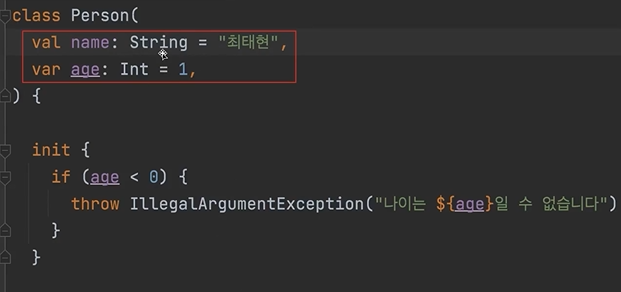 class Person(
val name: String = "최태현",
var age: Int = 1,
) {
init {
if (age < 0) {
throw IllegalArgumentException("나이는 ${age}일 수 없습니다")
}
}